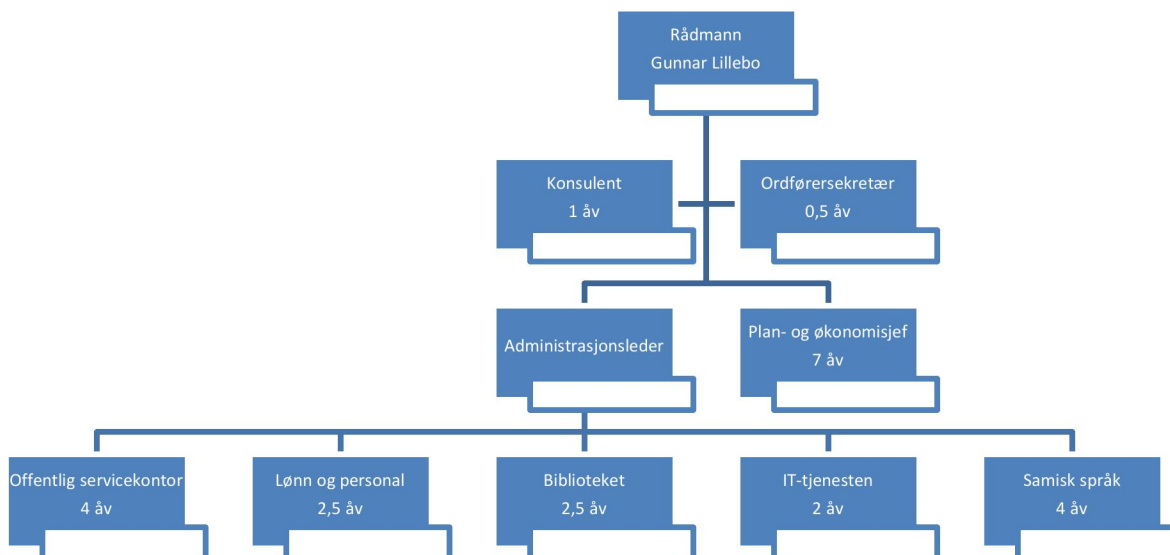 Rådmann
Gunnar Lillebo
Konsulent
1 åv
Ordførersekretær
0,5 åv
Administrasjonsleder
Plan- og økonomisjef
7 åv
Offentlig servicekontor
4 åv
Lønn og personal
2,5 åv
Biblioteket
2,5 åv
IT-tjenesten
2 åv
Samisk språk
4 åv